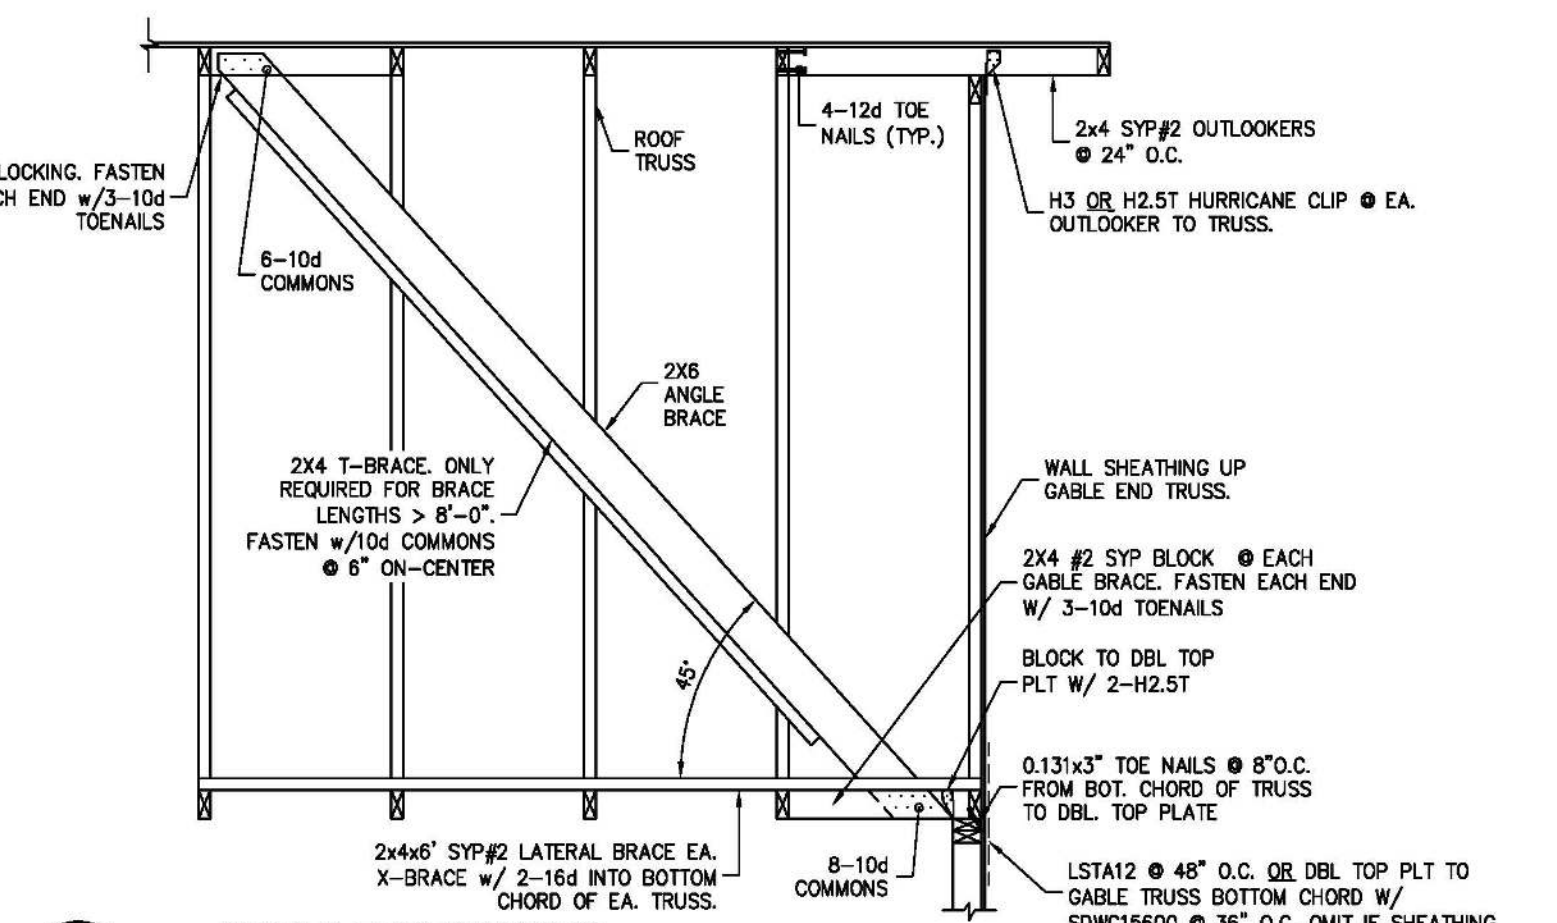 4-12d TOE
NAILS (TYP.)
2x4 SYP#2 OUTLOOKERS
@ 24" O.C.
ROOF
TRUSS
FASTEN
END w/3-10d
TOENAILS
H3 OR H2.5T HURRICANE CLIP @ EA.
OUTLOOKER TO TRUSS.
6-10d
COMMONS
2X6
ANGLE
BRACE
2X4 T-BRACE. ONLY
REQUIRED FOR BRACE
LENGTHS > 8'-0".
FASTEN w/10d COMMONS
@ 6" ON-CENTER
WALL SHEATHING UP
GABLE END TRUSS.
2X4 #2 SYP BLOCK @ EACH
GABLE BRACE. FASTEN EACH END
W/ 3-10d TOENAILS
45°
BLOCK TO DBL TOP
PLT W/ 2-H2.5T
0.131x3" TOE NAILS @ 8"O.C.
FROM BOT. CHORD OF TRUSS
TO DBL. TOP PLATE
2x4x6' SYP#2 LATERAL BRACE EA.
X-BRACE w/ 2-16d INTO BOTTOM
CHORD OF EA. TRUSS.
8-10d
COMMONS
LSTA12 @ 48" O.C. OR DBL TOP PLT TO
GABLE TRUSS BOTTOM CHORD W/
@ 36" O.C. OMIT IF SHEATHING